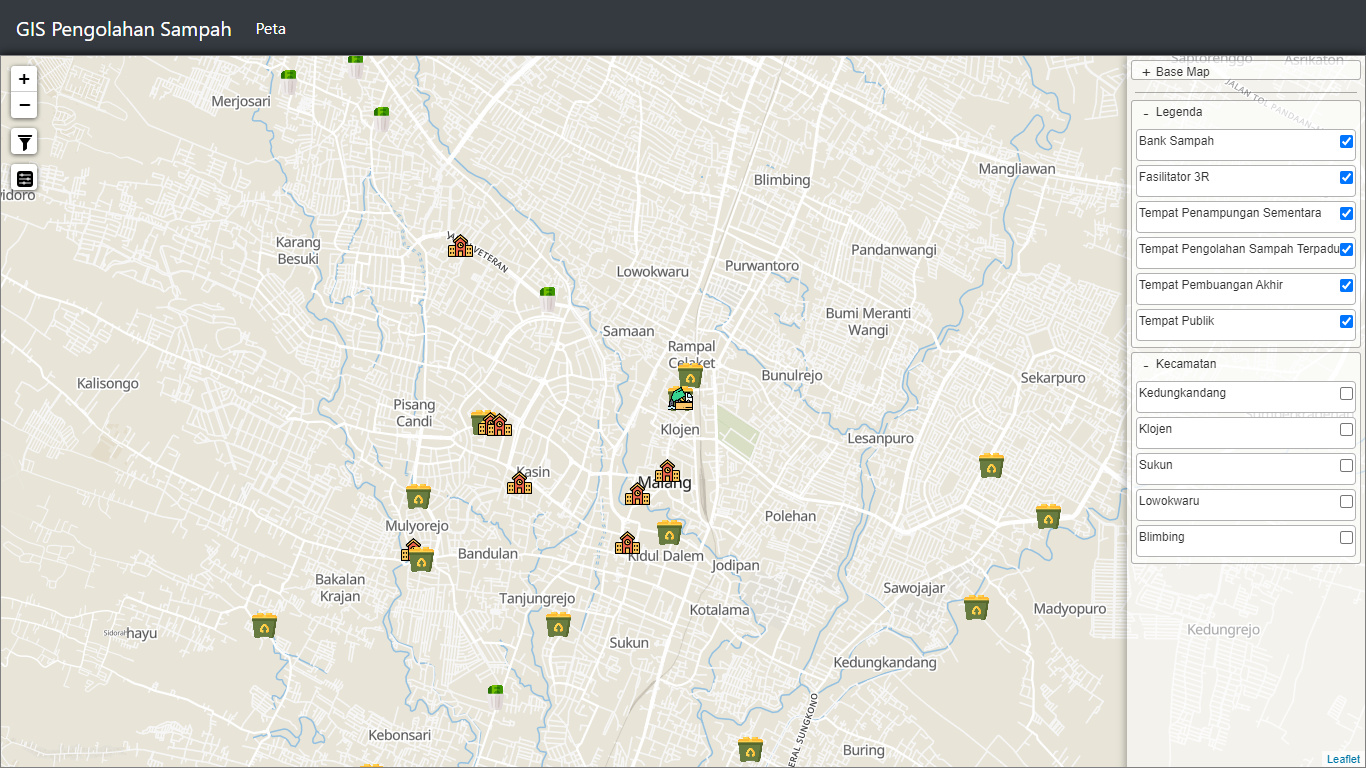 GIS Pengolahan Sampah Peta
+
−
Merjosari
Karang
Besuki
VETERAN
Blimbing
Mangliawan
Pandanwangi
Lowokwaru
Purwantoro
Bumi Meranti
Wangi
Samaan
Rampal
Celaket
Bunulrejo
Kalisongo
Sekarpuro
Pisang
Candi
Klojen
Lesanpuro
Kasin
Malang
Mulyorejo
Polehan
Bandulan
Kidul Dalem
Jodipan
Bakalan
Krajan
Tanjungrejo
Sawojajar
Kotalama
Madyopuro
Sidorahayu
Sukun
Kedungrejo
Kedungkandang
Kebonsari
ERAL SUNGKONO
Buring
Saptorenggo
Asrikaton
+ Base Map
JALAN TOL PANDAAN-
- Legenda
Bank Sampah
Fasilitator 3R
Tempat Penampungan Sementara
Tempat Pengolahan Sampah Terpadu
Tempat Pembuangan Akhir
Tempat Publik
- Kecamatan
Kedungkandang
Klojen
Sukun
Lowokwaru
Blimbing
Leaflet